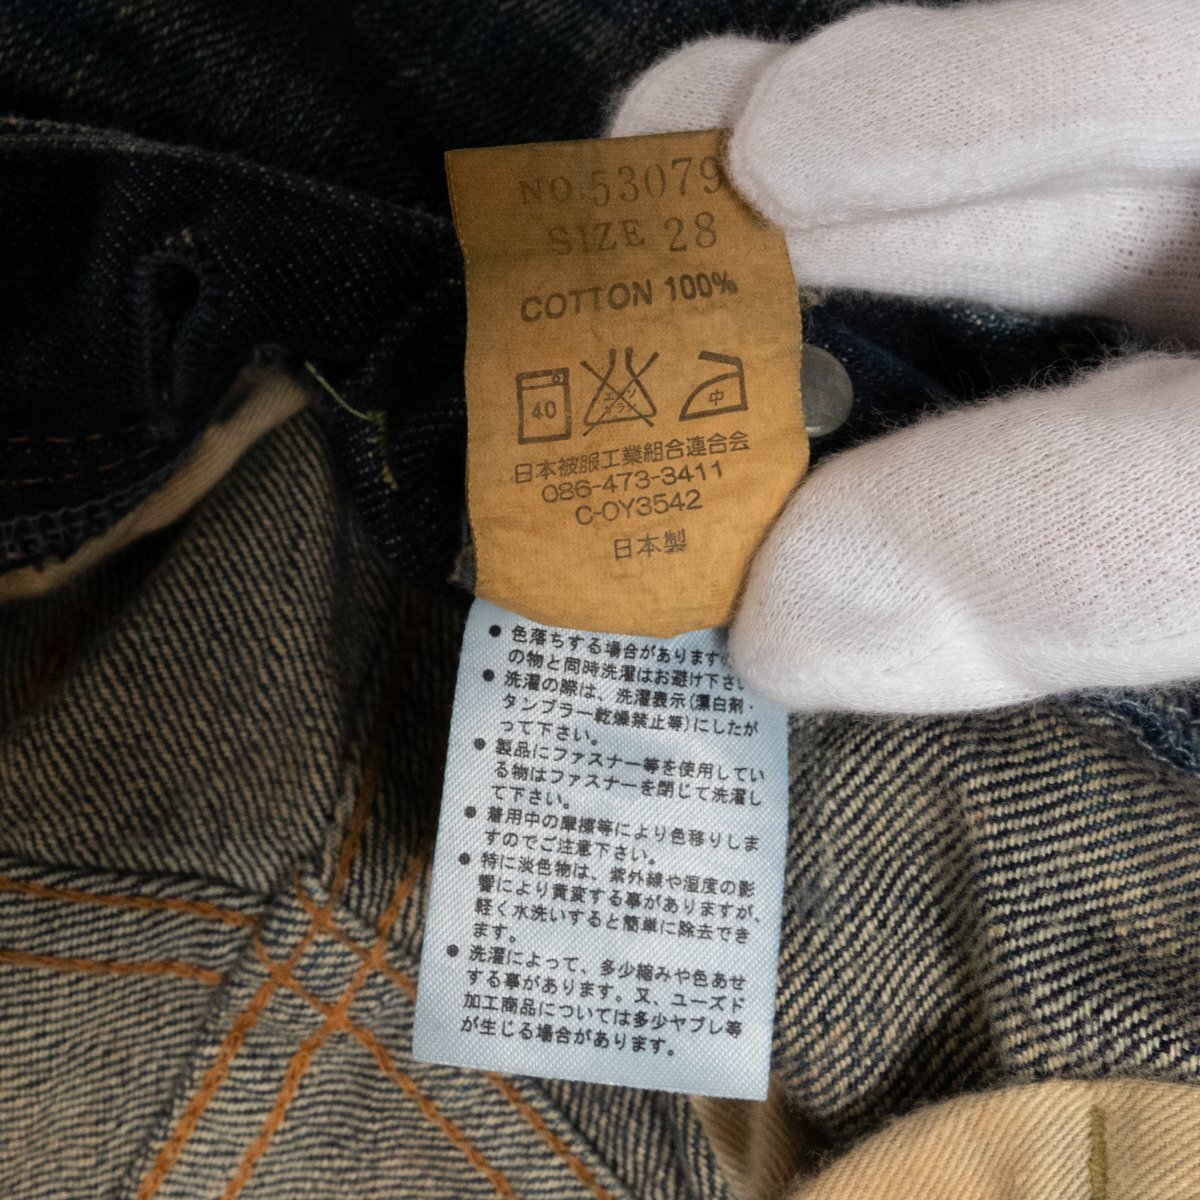 NO.53079
SIZE 28
COTTON 100%
40
エンソ
サラシ
中
日本被服工業組合連合会
086-473-3411
C-0Y3542
日本製
● 色落ちする場合があります
の物と同時洗濯はお避け下さい
● 洗濯の際は、洗濯表示(漂白剤・
タンブラー乾燥禁止等)にしたが
って下さい。
● 製品にファスナー等を使用してい
る物はファスナーを閉じて洗濯し
て下さい。
● 着用中の摩擦等により色移りしま
すのでご注意下さい。
● 特に淡色物は、紫外線や湿度の影
響により黄変する事がありますが、
軽く水洗いすると簡単に除去でき
ます。
● 洗濯によって、多少縮みや色あせ
する事があります。又、ユーズド
加工商品については多少ヤブレ等
が生じる場合があります。